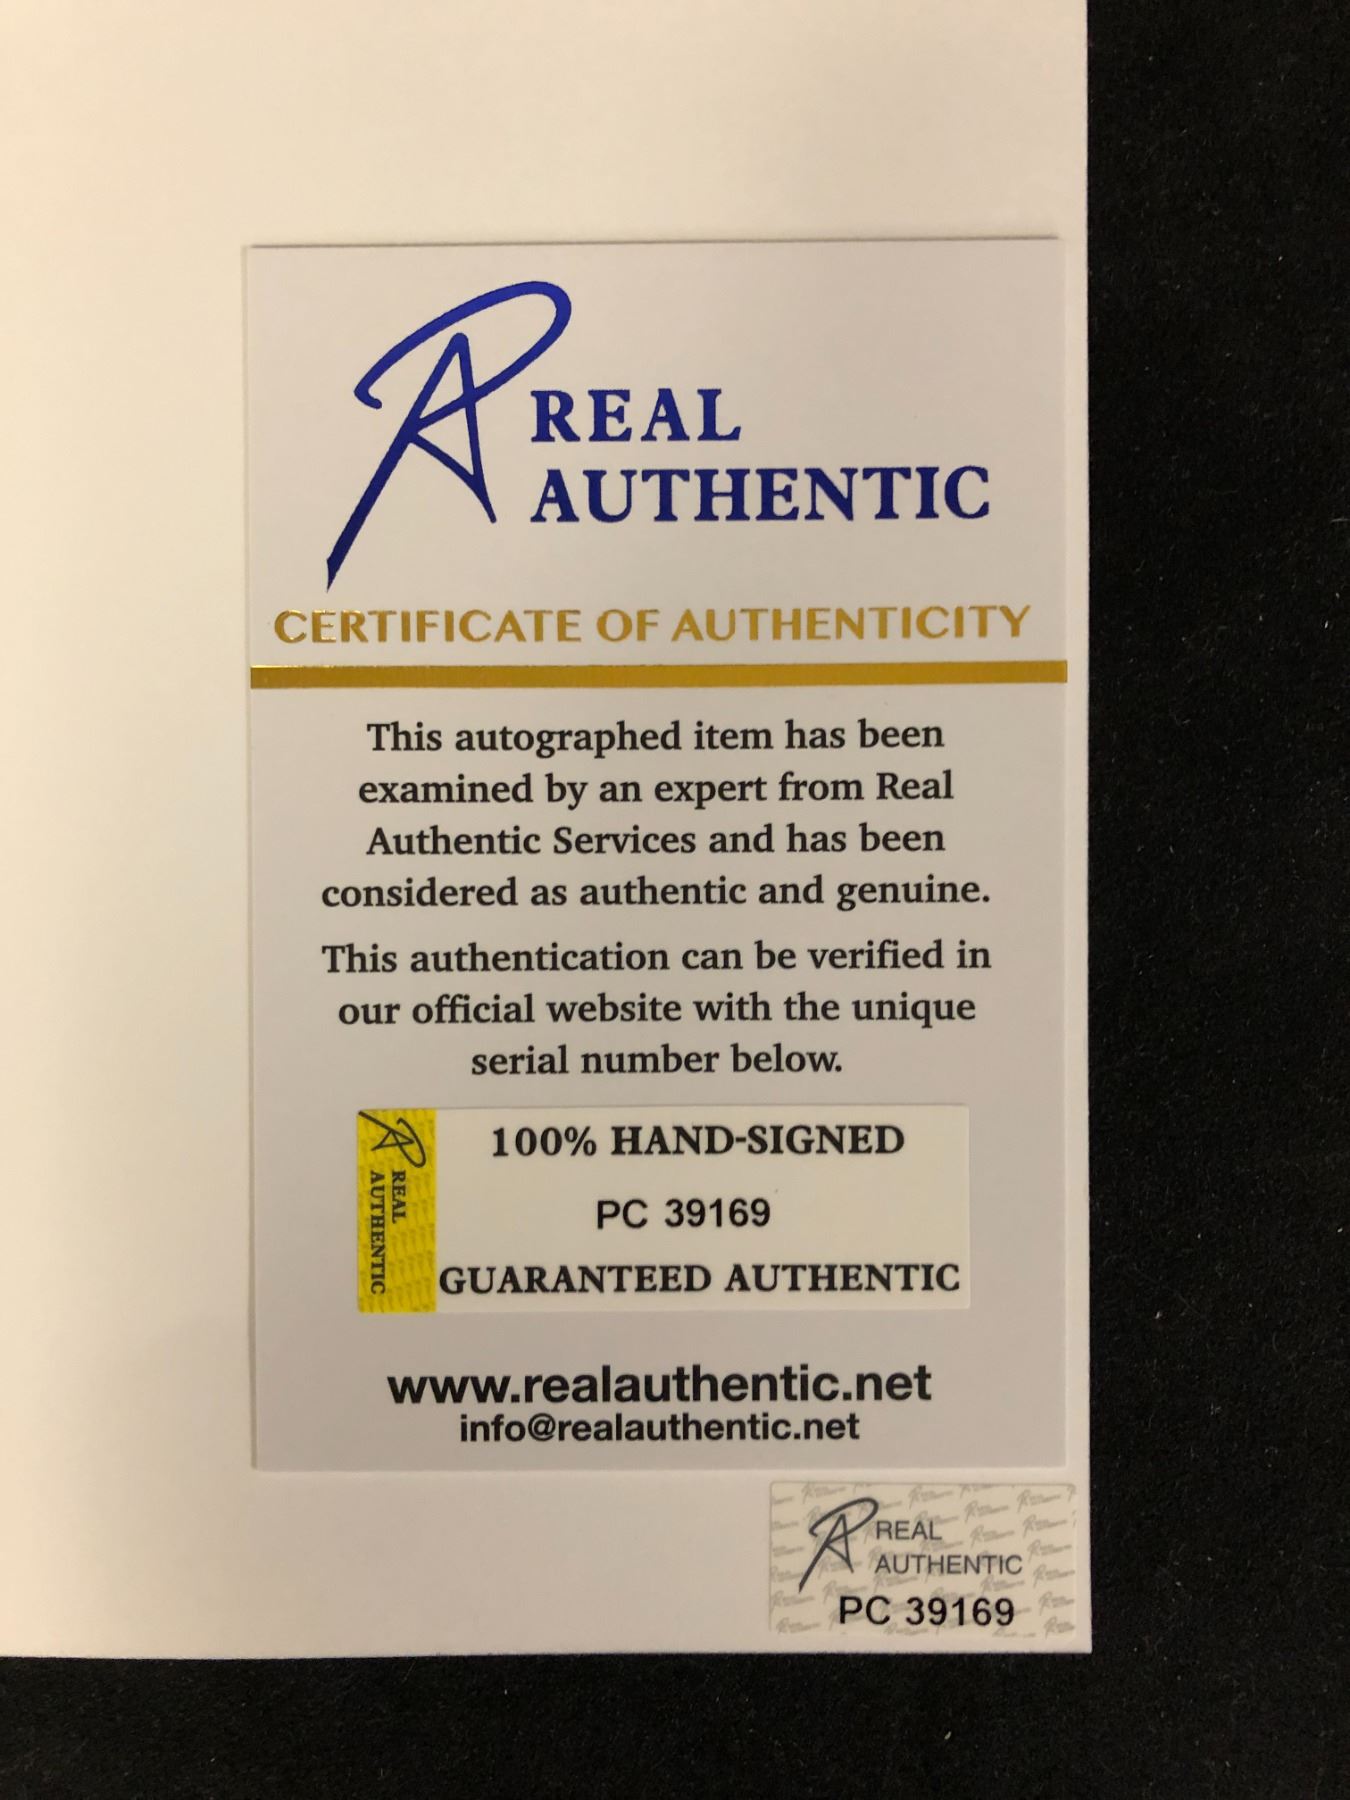 REAL
AUTHENTIC
CERTIFICATE OF AUTHENTICITY
This autographed item has been
examined by an expert from Real
Authentic Services and has been
considered as authentic and genuine.
This authentication can be verified in
our official website with the unique
serial number below.
REAL
AUTHENTIC
100% HAND-SIGNED
PC 39169
GUARANTEED AUTHENTIC
www.realauthentic.net
info@realauthentic.net
REAL
AUTHENTIC
PC 39169